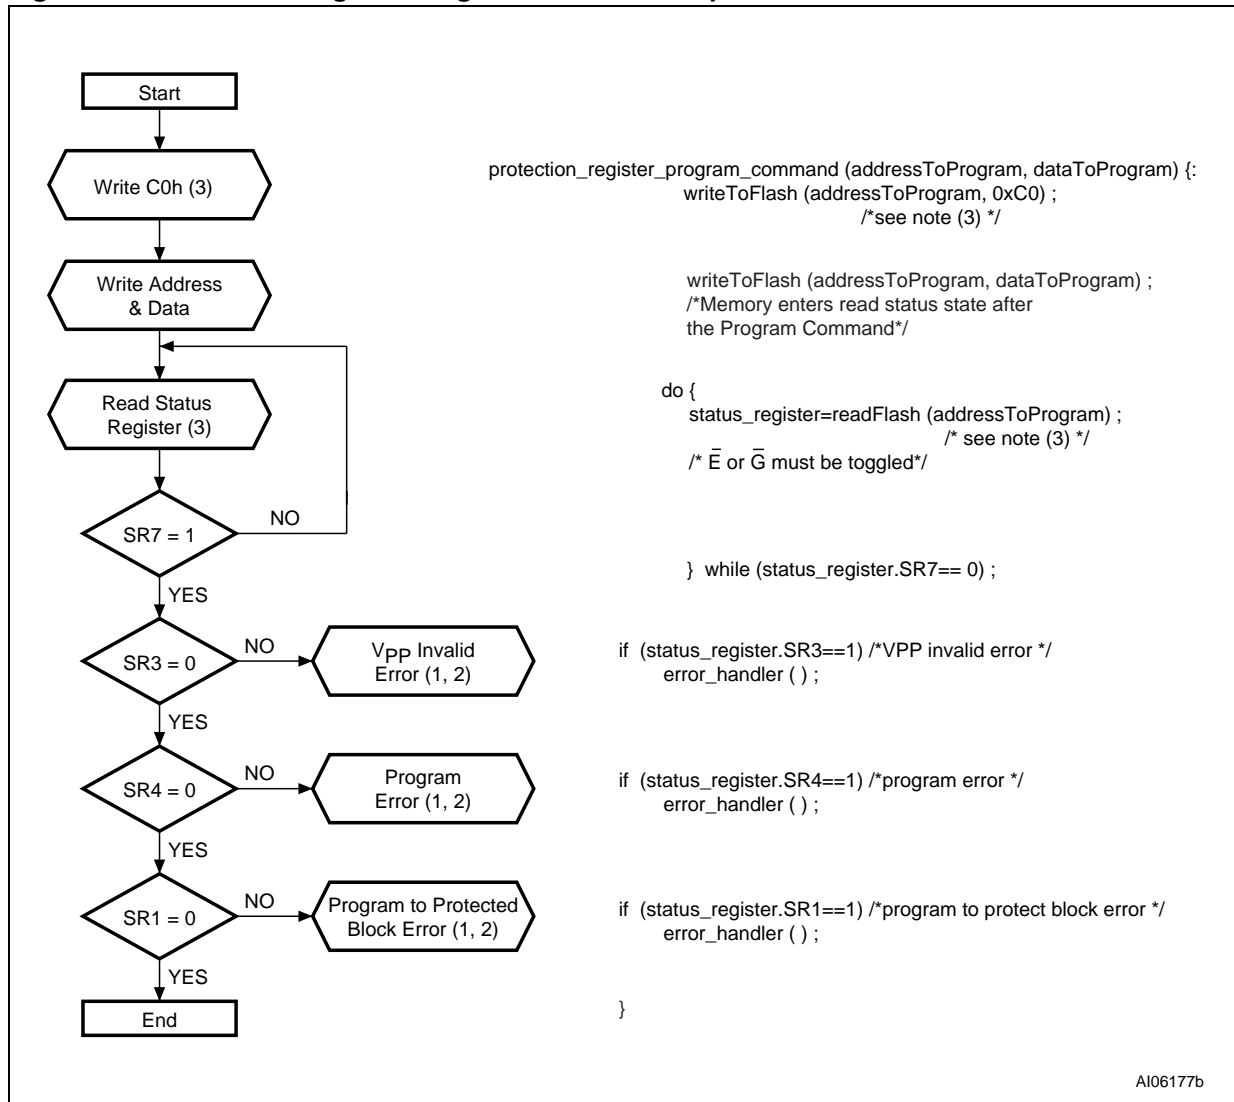 Start
Write C0h (3)
Write Address
& Data
Read Status
Register (3)
SR7 = 1
NO
YES
SR3 = 0
NO
VPP Invalid
Error (1, 2)
YES
SR4 = 0
NO
Program
Error (1, 2)
YES
SR1 = 0
NO
Program to Protected
Block Error (1, 2)
YES
End
protection_register_program_command (addressToProgram, dataToProgram) {:
writeToFlash (addressToProgram, 0xC0) ;
/*see note (3) */
writeToFlash (addressToProgram, dataToProgram) ;
/*Memory enters read status state after
the Program Command*/
do {
status_register=readFlash (addressToProgram) ;
/* see note (3) */
/* E̅ or G̅ must be toggled*/
} while (status_register.SR7== 0) ;
if (status_register.SR3==1) /*VPP invalid error */
error_handler ( ) ;
if (status_register.SR4==1) /*program error */
error_handler ( ) ;
if (status_register.SR1==1) /*program to protect block error */
error_handler ( ) ;
}
AI06177b